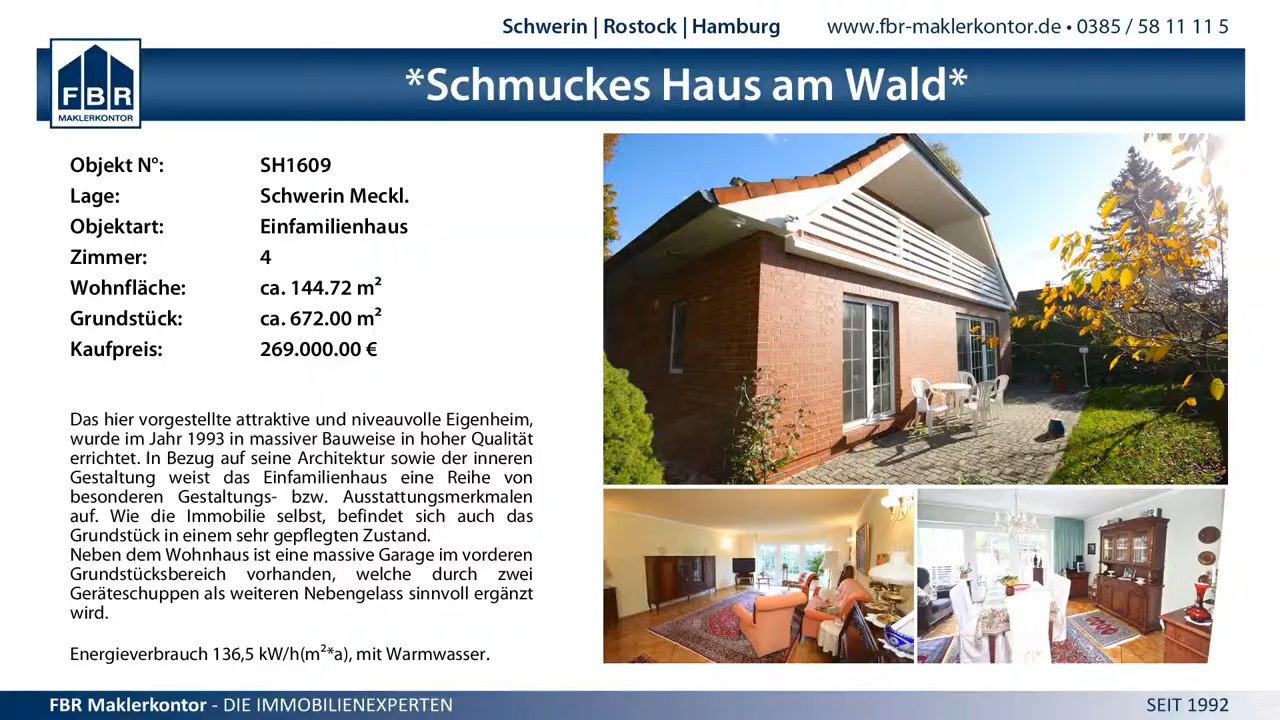 Schwerin | Rostock | Hamburg www.fbr-maklerkontor.de • 0385 / 58 11 11 5
FBR
MAKLERKONTOR
*Schmuckes Haus am Wald*
Objekt N°: SH1609
Lage: Schwerin Meckl.
Objektart: Einfamilienhaus
Zimmer: 4
Wohnfläche: ca. 144.72 m²
Grundstück: ca. 672.00 m²
Kaufpreis: 269.000.00 €
Das hier vorgestellte attraktive und niveauvolle Eigenheim,
wurde im Jahr 1993 in massiver Bauweise in hoher Qualität
errichtet. In Bezug auf seine Architektur sowie der inneren
Gestaltung weist das Einfamilienhaus eine Reihe von
besonderen Gestaltungs- bzw. Ausstattungsmerkmalen
auf. Wie die Immobilie selbst, befindet sich auch das
Grundstück in einem sehr gepflegten Zustand.
Neben dem Wohnhaus ist eine massive Garage im vorderen
Grundstücksbereich vorhanden, welche durch zwei
Geräteschuppen als weiteren Nebengelass sinnvoll ergänzt
wird.
Energieverbrauch 136,5 kW/h(m²*a), mit Warmwasser.
FBR Maklerkontor - DIE IMMOBILIENEXPERTEN SEIT 1992